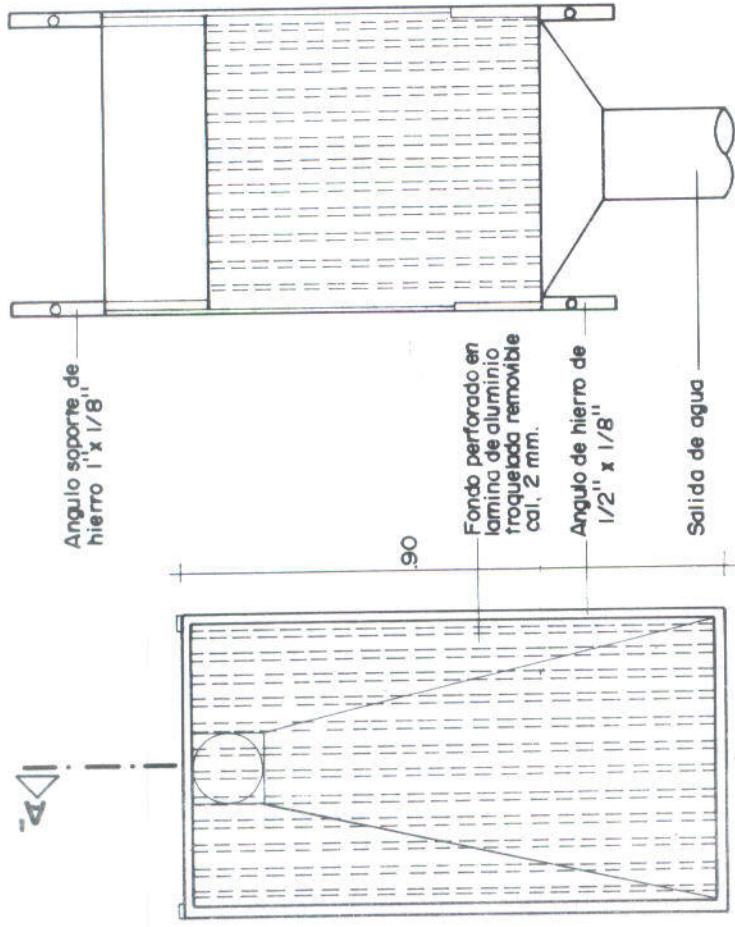 Angulo soporte de
hierro 1" x 1/8"
.90
Fondo perforado en
lamina de aluminio
troquelada removible
cal. 2 mm.
Angulo de hierro de
1/2" x 1/8"
Salida de agua
A'